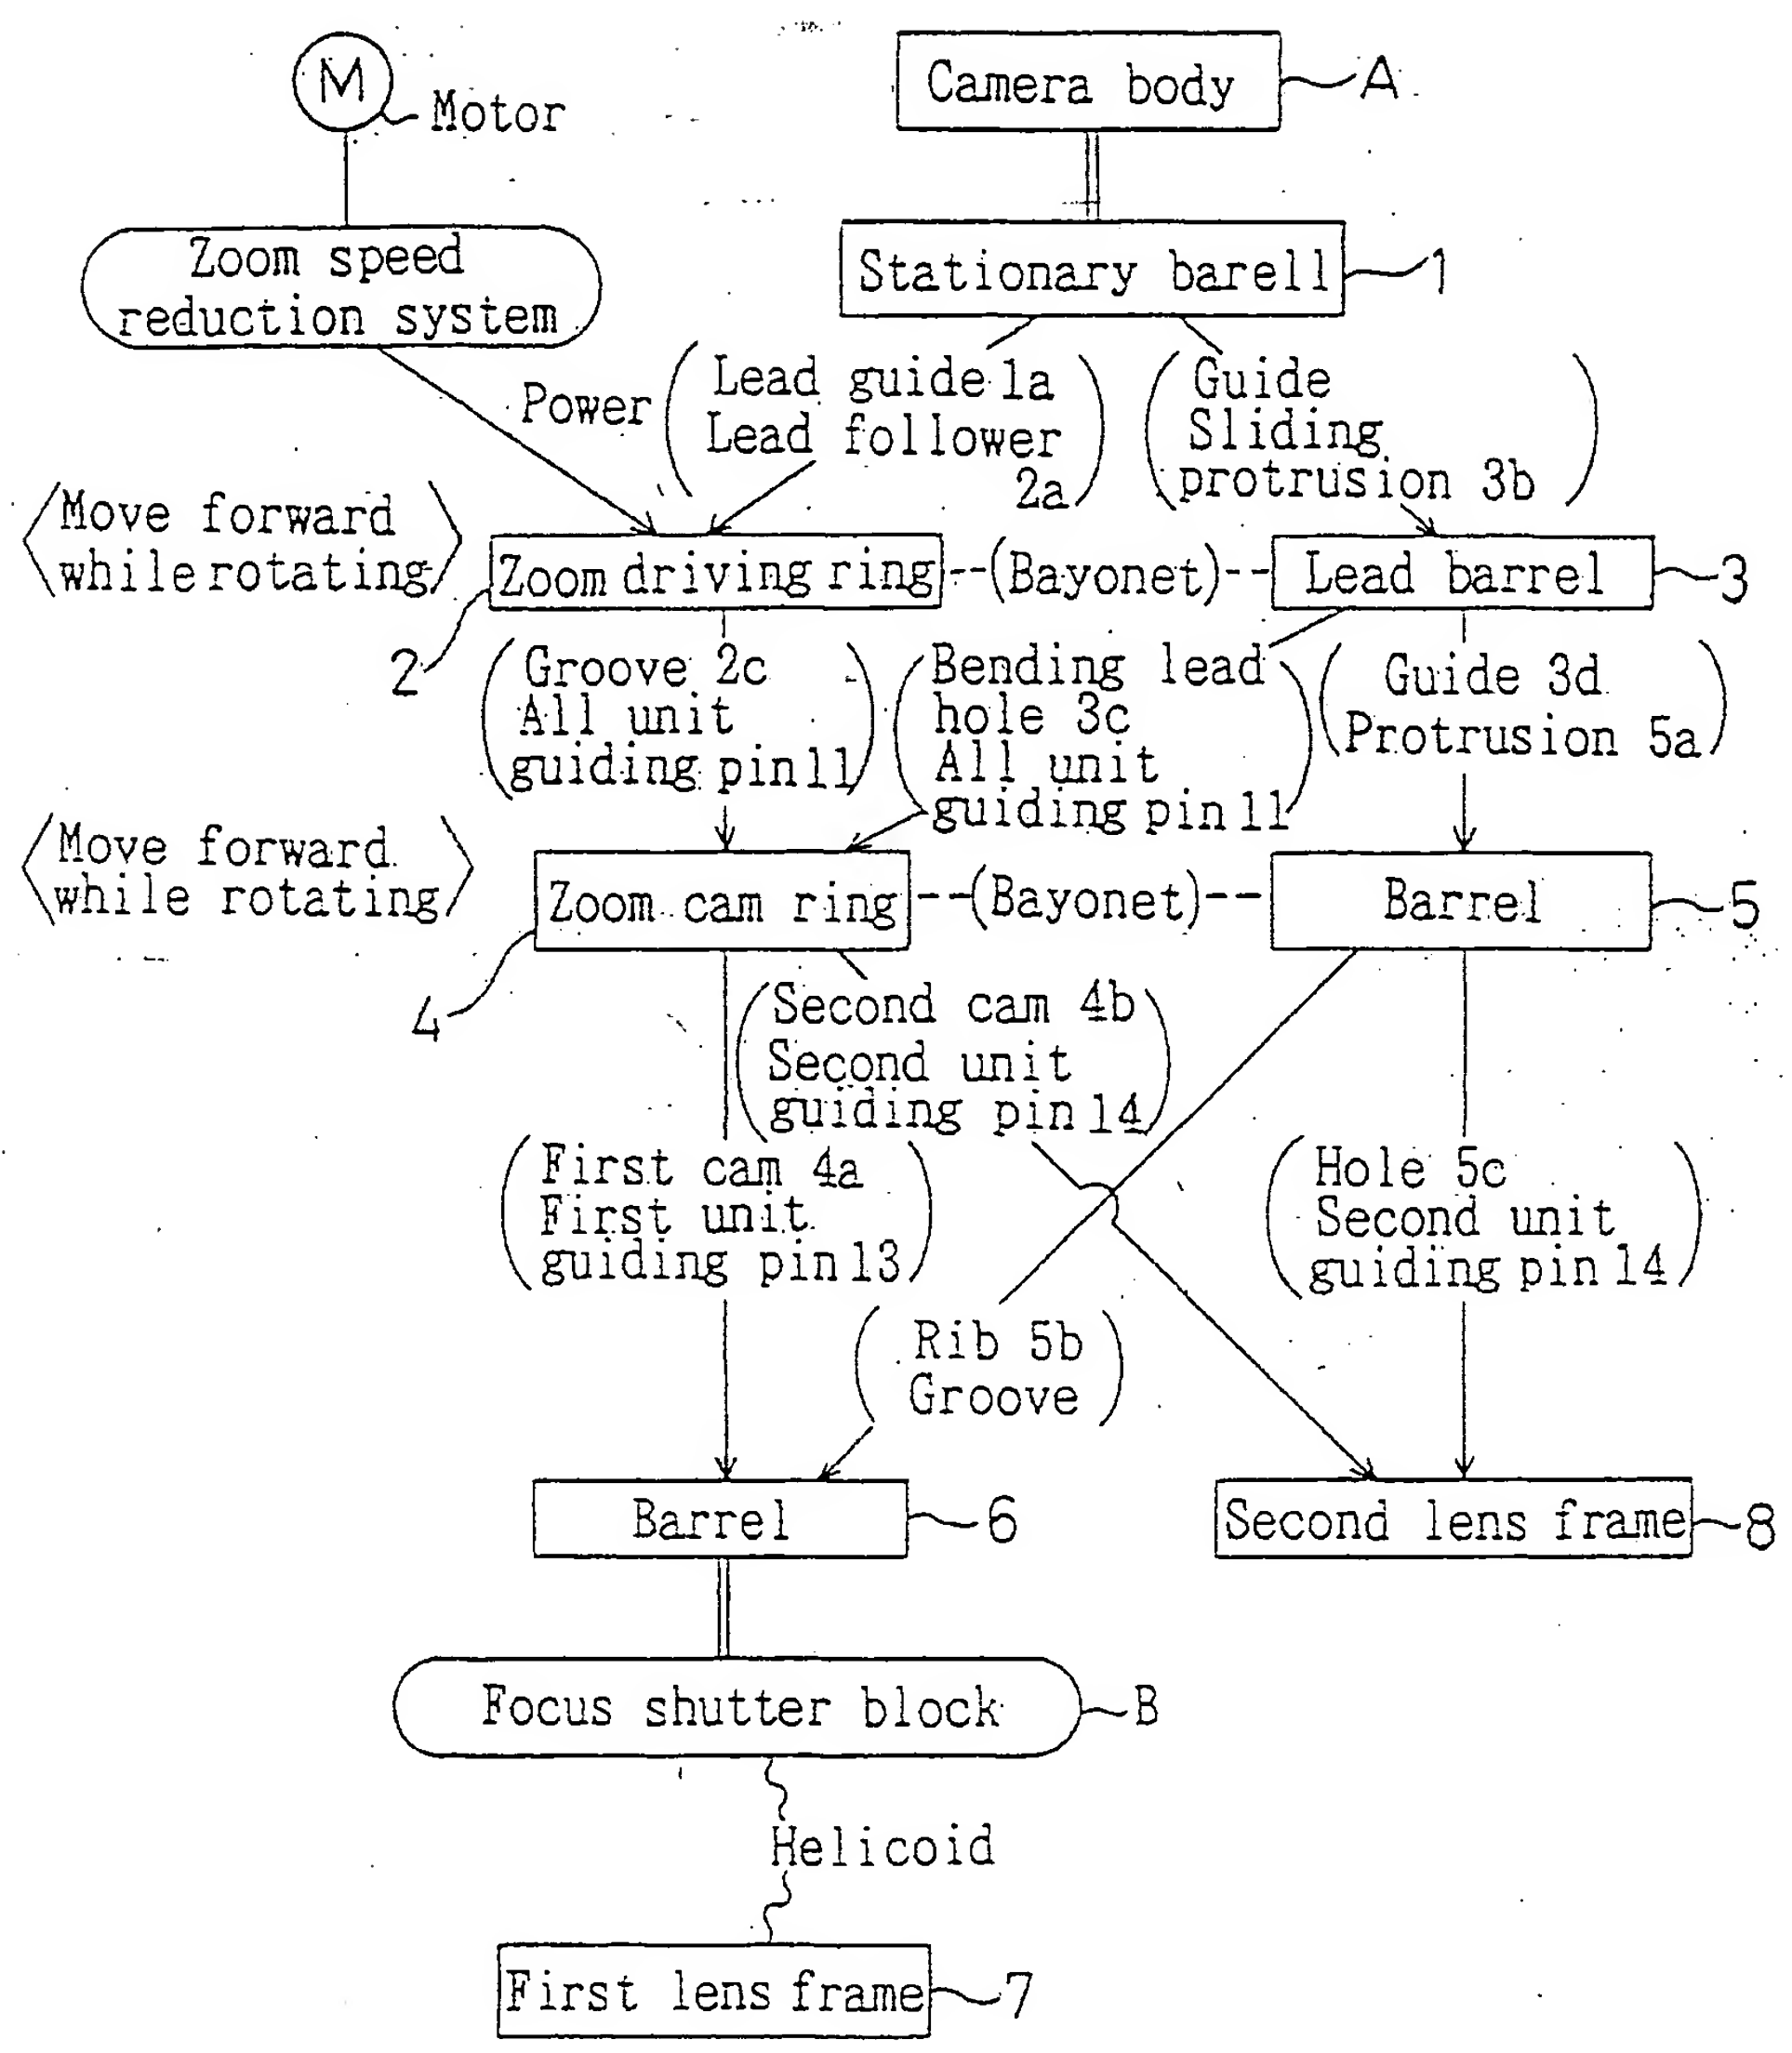 M
Motor
Camera body
A
Zoom speed
reduction system
Stationary barell
1
Power
Lead guide 1a
Lead follower
2a
Guide
Sliding
protrusion 3b
Move forward
while rotating
Zoom driving ring
(Bayonet)
Lead barrel
3
2
Groove 2c
All unit
guiding pin 11
Bending lead
hole 3c
All unit
guiding pin 11
Guide 3d
Protrusion 5a
Move forward
while rotating
Zoom cam ring
(Bayonet)
Barrel
5
4
Second cam 4b
Second unit
guiding pin 14
First cam 4a
First unit
guiding pin 13
Hole 5c
Second unit
guiding pin 14
Rib 5b
Groove
Barrel
6
Second lens frame
8
Focus shutter block
B
Helicoid
First lens frame
7